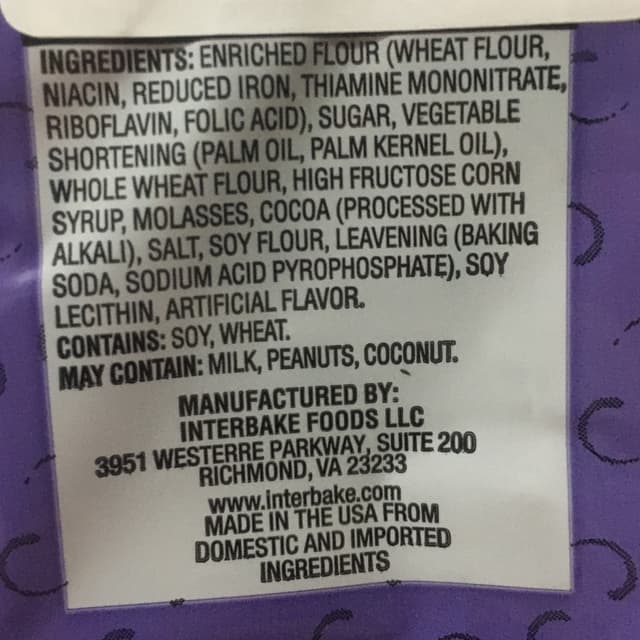 INGREDIENTS: ENRICHED FLOUR (WHEAT FLOUR,
NIACIN, REDUCED IRON, THIAMINE MONONITRATE,
RIBOFLAVIN, FOLIC ACID), SUGAR, VEGETABLE
SHORTENING (PALM OIL, PALM KERNEL OIL),
WHOLE WHEAT FLOUR, HIGH FRUCTOSE CORN
SYRUP, MOLASSES, COCOA (PROCESSED WITH
ALKALI), SALT, SOY FLOUR, LEAVENING (BAKING
SODA, SODIUM ACID PYROPHOSPHATE), SOY
LECITHIN, ARTIFICIAL FLAVOR.
CONTAINS: SOY, WHEAT.
MAY CONTAIN: MILK, PEANUTS, COCONUT.
MANUFACTURED BY:
INTERBAKE FOODS LLC
3951 WESTERRE PARKWAY, SUITE 200
RICHMOND, VA 23233
www.interbake.com
MADE IN THE USA FROM
DOMESTIC AND IMPORTED
INGREDIENTS